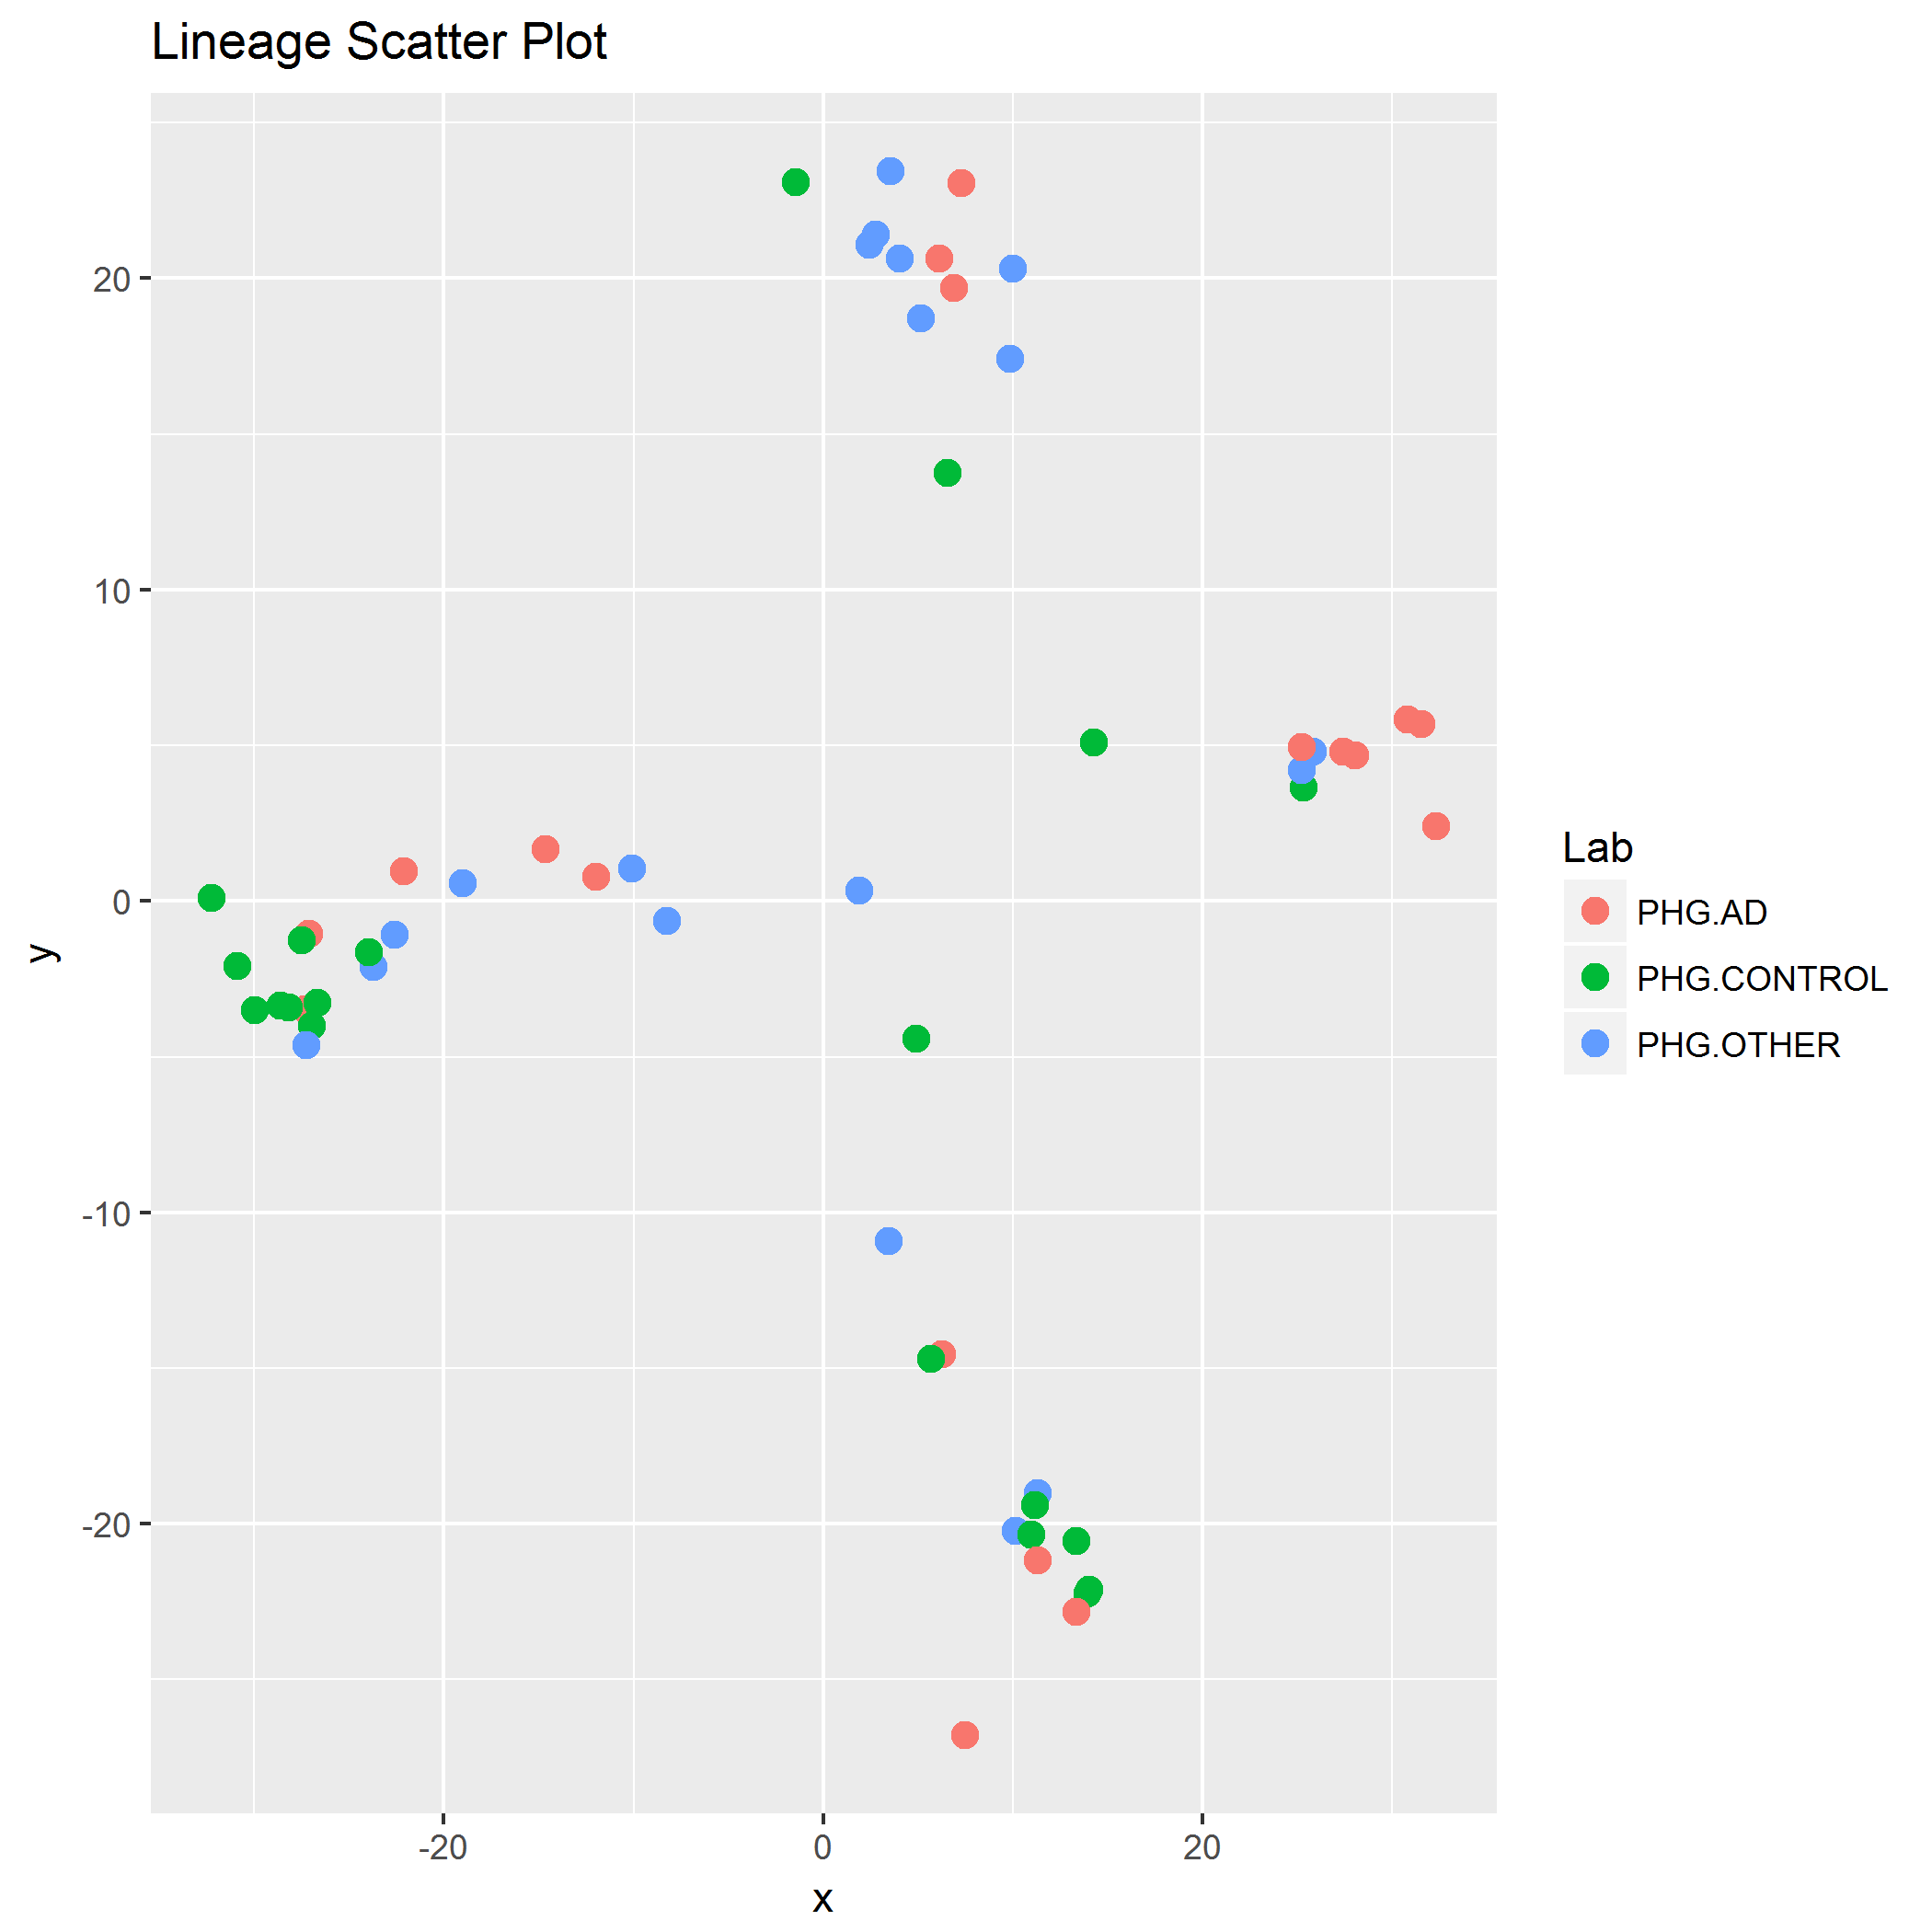 Lineage Scatter Plot
20
10
0
-10
-20
y
-20
0
20
x
Lab
PHG.AD
PHG.CONTROL
PHG.OTHER